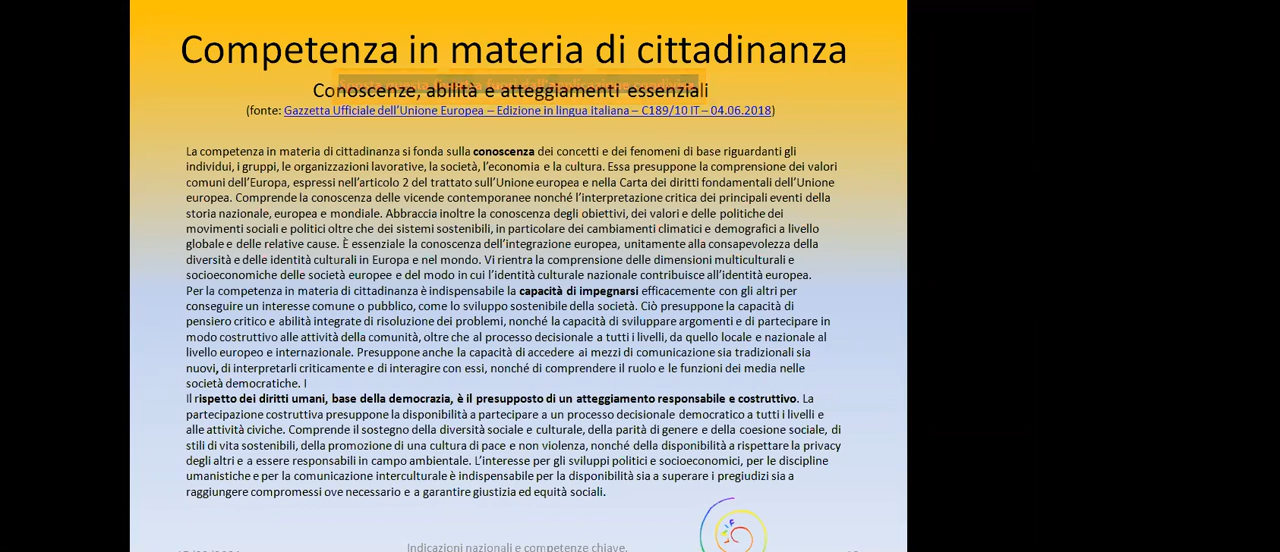 Competenza in materia di cittadinanza
Conoscenze, abilità e atteggiamenti essenziali
(fonte: Gazzetta Ufficiale dell'Unione Europea – Edizione in lingua italiana – C189/10 IT – 04.06.2018)
La competenza in materia di cittadinanza si fonda sulla conoscenza dei concetti e dei fenomeni di base riguardanti gli
individui, i gruppi, le organizzazioni lavorative, la società, l'economia e la cultura. Essa presuppone la comprensione dei valori
comuni dell'Europa, espressi nell'articolo 2 del trattato sull'Unione europea e nella Carta dei diritti fondamentali dell'Unione
europea. Comprende la conoscenza delle vicende contemporanee nonché l'interpretazione critica dei principali eventi della
storia nazionale, europea e mondiale. Abbraccia inoltre la conoscenza degli obiettivi, dei valori e delle politiche dei
movimenti sociali e politici oltre che dei sistemi sostenibili, in particolare dei cambiamenti climatici e demografici a livello
globale e delle relative cause. È essenziale la conoscenza dell'integrazione europea, unitamente alla consapevolezza della
diversità e delle identità culturali in Europa e nel mondo. Vi rientra la comprensione delle dimensioni multiculturali e
socioeconomiche delle società europee e del modo in cui l'identità culturale nazionale contribuisce all'identità europea.
Per la competenza in materia di cittadinanza è indispensabile la capacità di impegnarsi efficacemente con gli altri per
conseguire un interesse comune o pubblico, come lo sviluppo sostenibile della società. Ciò presuppone la capacità di
pensiero critico e abilità integrate di risoluzione dei problemi, nonché la capacità di sviluppare argomenti e di partecipare in
modo costruttivo alle attività della comunità, oltre che al processo decisionale a tutti i livelli, da quello locale e nazionale al
livello europeo e internazionale. Presuppone anche la capacità di accedere ai mezzi di comunicazione sia tradizionali sia
nuovi, di interpretarli criticamente e di interagire con essi, nonché di comprendere il ruolo e le funzioni dei media nelle
società democratiche. I
Il rispetto dei diritti umani, base della democrazia, è il presupposto di un atteggiamento responsabile e costruttivo. La
partecipazione costruttiva presuppone la disponibilità a partecipare a un processo decisionale democratico a tutti i livelli e
alle attività civiche. Comprende il sostegno della diversità sociale e culturale, della parità di genere e della coesione sociale, di
stili di vita sostenibili, della promozione di una cultura di pace e non violenza, nonché della disponibilità a rispettare la privacy
degli altri e a essere responsabili in campo ambientale. L'interesse per gli sviluppi politici e socioeconomici, per le discipline
umanistiche e per la comunicazione interculturale è indispensabile per la disponibilità sia a superare i pregiudizi sia a
raggiungere compromessi ove necessario e a garantire giustizia ed equità sociali.
Indicazioni nazionali e competenze chiave.